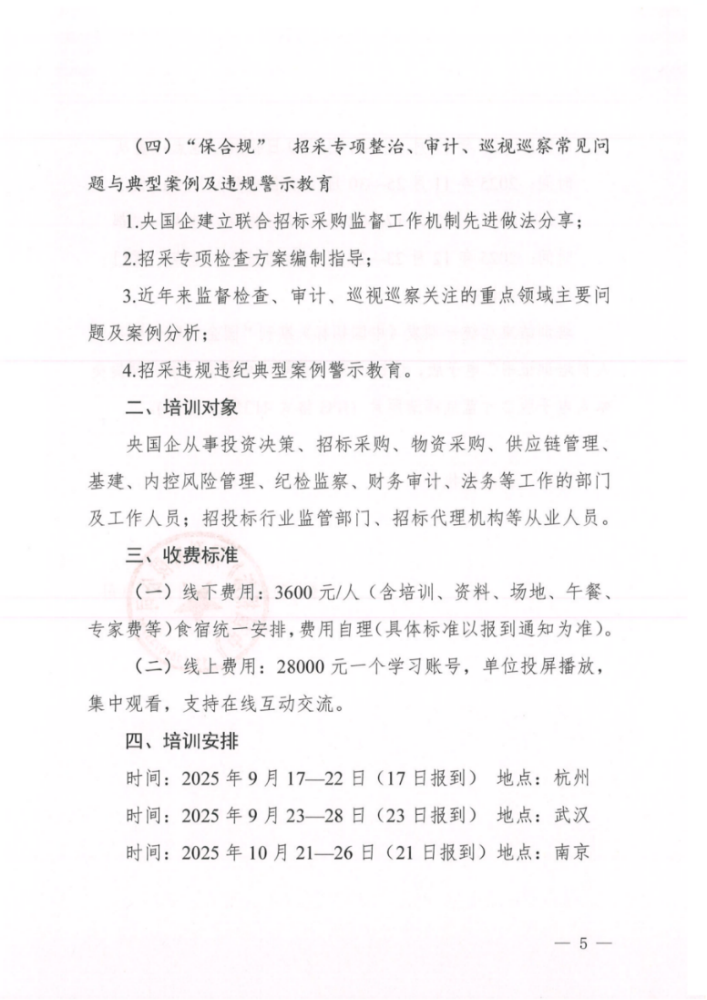 （四）“保合规” 招采专项整治、审计、巡视巡察常见问
题与典型案例及违规警示教育
1.央国企建立联合招标采购监督工作机制先进做法分享；
2.招采专项检查方案编制指导；
3.近年来监督检查、审计、巡视巡察关注的重点领域主要问
题及案例分析；
4.招采违规违纪典型案例警示教育。
二、培训对象
央国企从事投资决策、招标采购、物资采购、供应链管理、
基建、内控风险管理、纪检监察、财务审计、法务等工作的部门
及工作人员；招投标行业监管部门、招标代理机构等从业人员。
三、收费标准
（一）线下费用：3600 元/人（含培训、资料、场地、午餐、
专家费等）食宿统一安排，费用自理（具体标准以报到通知为准）。
（二）线上费用：28000 元一个学习账号，单位投屏播放，
集中观看，支持在线互动交流。
四、培训安排
时间：2025 年 9 月 17—22 日（17 日报到） 地点：杭州
时间：2025 年 9 月 23—28 日（23 日报到） 地点：武汉
时间：2025 年 10 月 21—26 日（21 日报到）地点：南京
— 5 —